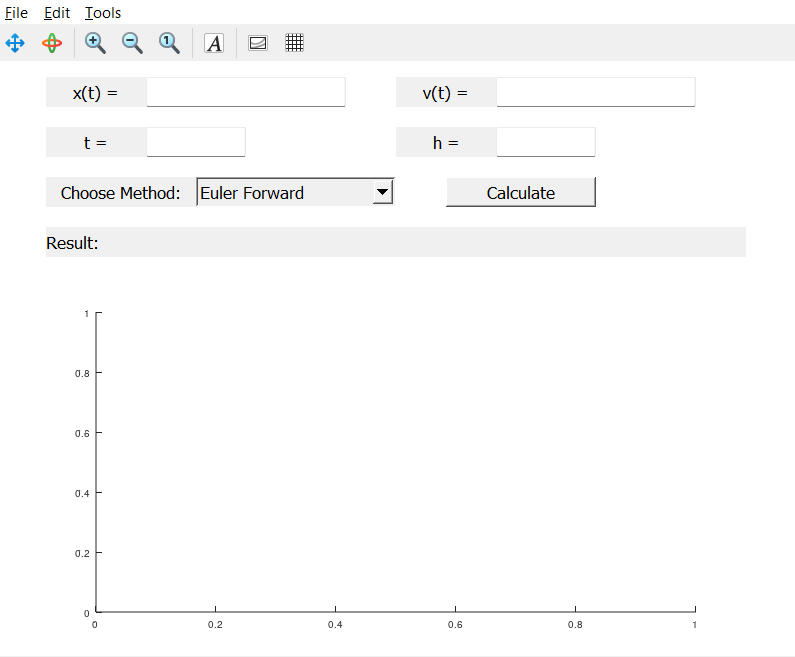 File Edit Tools
1 A
x(t) = v(t) =
t = h =
Choose Method: Euler Forward Calculate
Result:
1
0.8
0.6
0.4
0.2
0
0 0.2 0.4 0.6 0.8 1